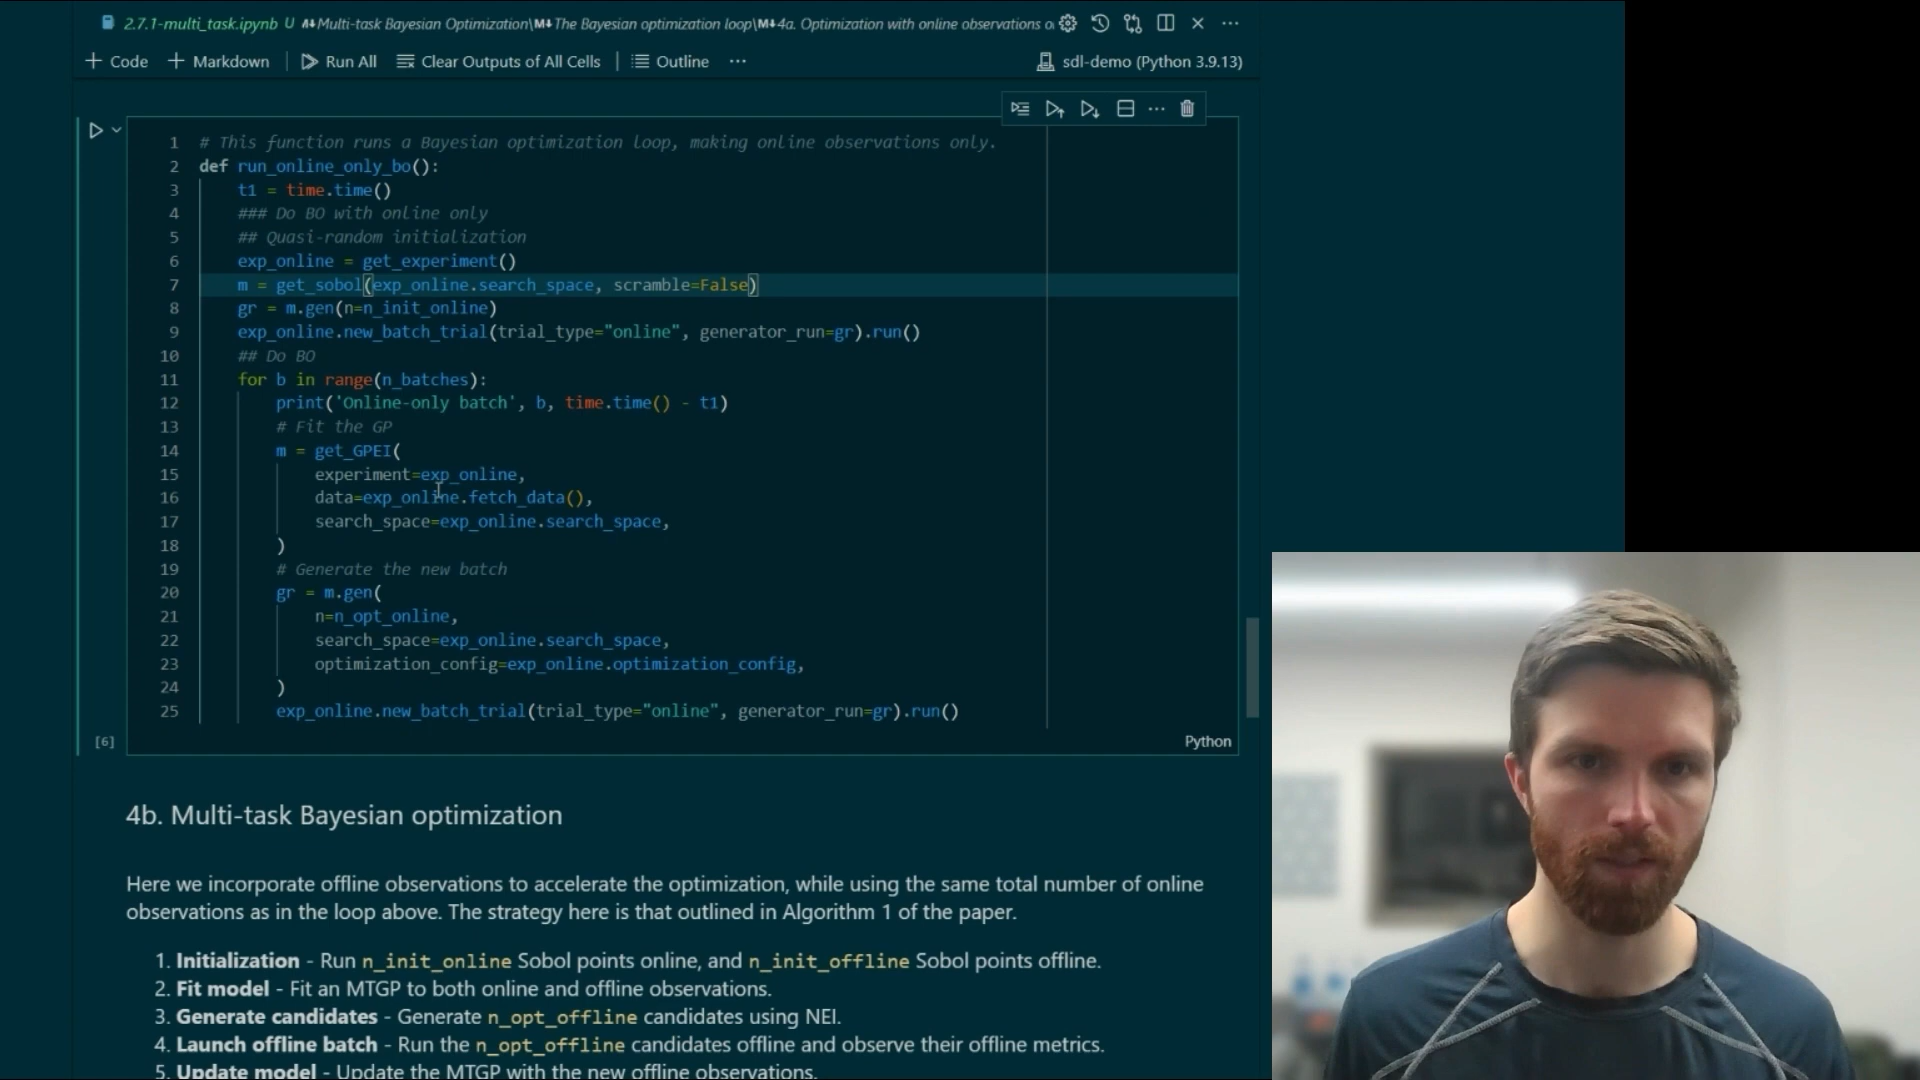 2.7.1-multi_task.ipynb U M↓Multi-task Bayesian Optimization\M↓The Bayesian optimization loop\M↓4a. Optimization with online observations o
+ Code + Markdown Run All Clear Outputs of All Cells Outline ··· sdl-demo (Python 3.9.13)
1 # This function runs a Bayesian optimization loop, making online observations only.
2 def run_online_only_bo():
3 t1 = time.time()
4 ### Do BO with online only
5 ## Quasi-random initialization
6 exp_online = get_experiment()
7 m = get_sobol(exp_online.search_space, scramble=False)
8 gr = m.gen(n=n_init_online)
9 exp_online.new_batch_trial(trial_type="online", generator_run=gr).run()
10 ## Do BO
11 for b in range(n_batches):
12 print('Online-only batch', b, time.time() - t1)
13 # Fit the GP
14 m = get_GPEI(
15 experiment=exp_online,
16 data=exp_online.fetch_data(),
17 search_space=exp_online.search_space,
18 )
19 # Generate the new batch
20 gr = m.gen(
21 n=n_opt_online,
22 search_space=exp_online.search_space,
23 optimization_config=exp_online.optimization_config,
24 )
25 exp_online.new_batch_trial(trial_type="online", generator_run=gr).run()
[6] Python
4b. Multi-task Bayesian optimization
Here we incorporate offline observations to accelerate the optimization, while using the same total number of online
observations as in the loop above. The strategy here is that outlined in Algorithm 1 of the paper.
1. Initialization - Run n_init_online Sobol points online, and n_init_offline Sobol points offline.
2. Fit model - Fit an MTGP to both online and offline observations.
3. Generate candidates - Generate n_opt_offline candidates using NEI.
4. Launch offline batch - Run the n_opt_offline candidates offline and observe their offline metrics.
5. Update model - Update the MTGP with the new offline observations.